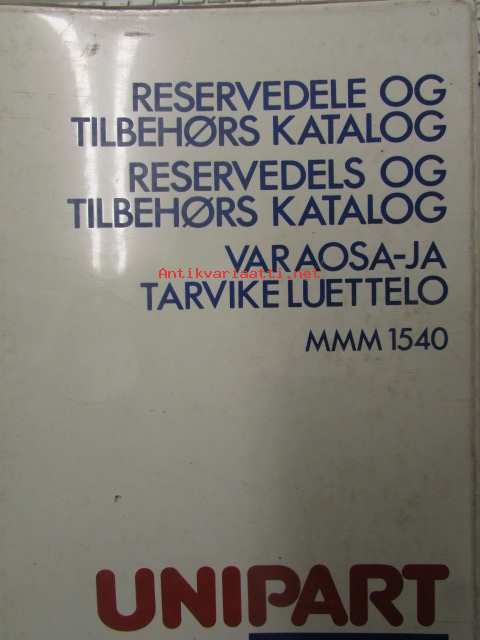 RESERVEDELE OG
TILBEHØRS KATALOG
RESERVEDELS OG
TILBEHØRS KATALOG
VARAOSA-JA
Antikvariaatti.net
TARVIKE LUETTELO
MMM 1540
UNIPART